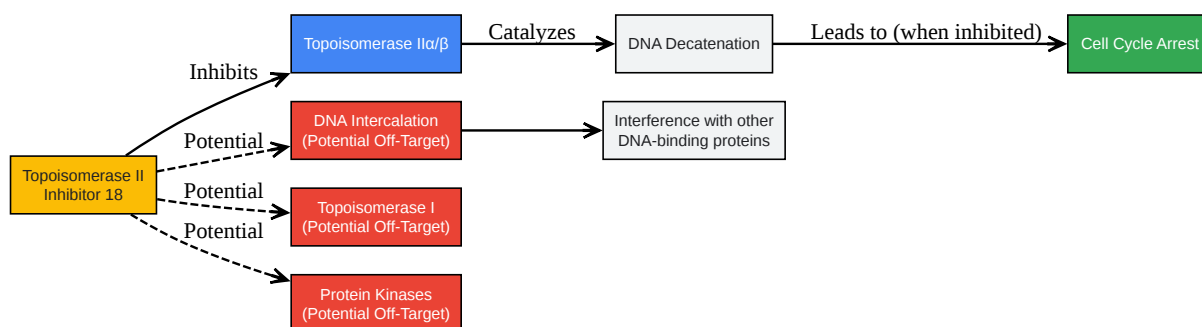 Topoisomerase II
Inhibitor 18
Inhibits
Topoisomerase IIα/β
Catalyzes
DNA Decatenation
Leads to (when inhibited)
Cell Cycle Arrest
Potential
DNA Intercalation
(Potential Off-Target)
Interference with other
DNA-binding proteins
Potential
Topoisomerase I
(Potential Off-Target)
Potential
Protein Kinases
(Potential Off-Target)